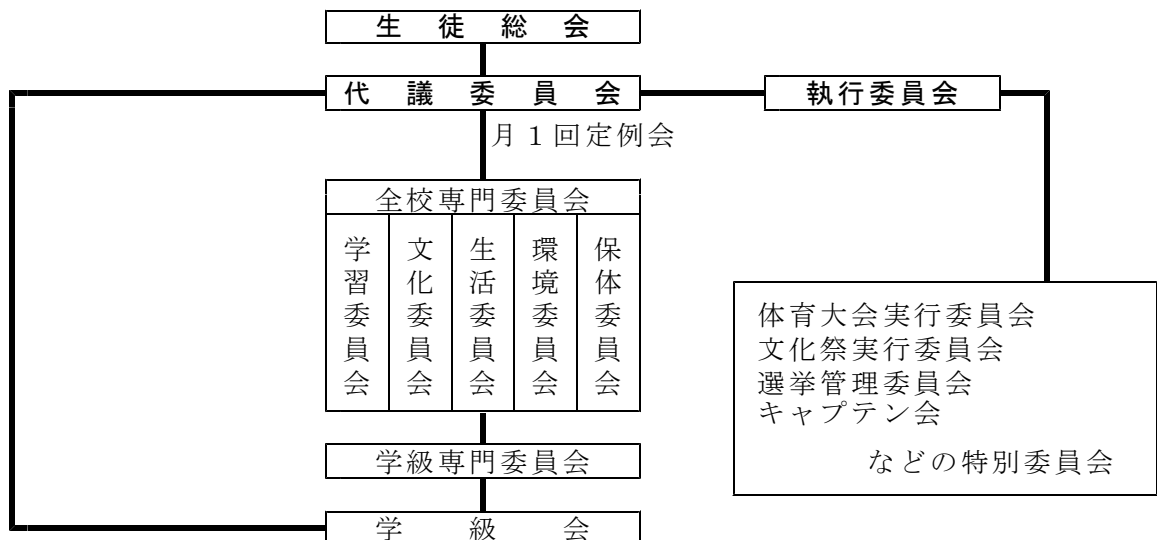 生徒総会
代議委員会
執行委員会
月１回定例会
全校専門委員会
学習委員会
文化委員会
生活委員会
環境委員会
保体委員会
体育大会実行委員会
文化祭実行委員会
選挙管理委員会
キャプテン会
などの特別委員会
学級専門委員会
学級会